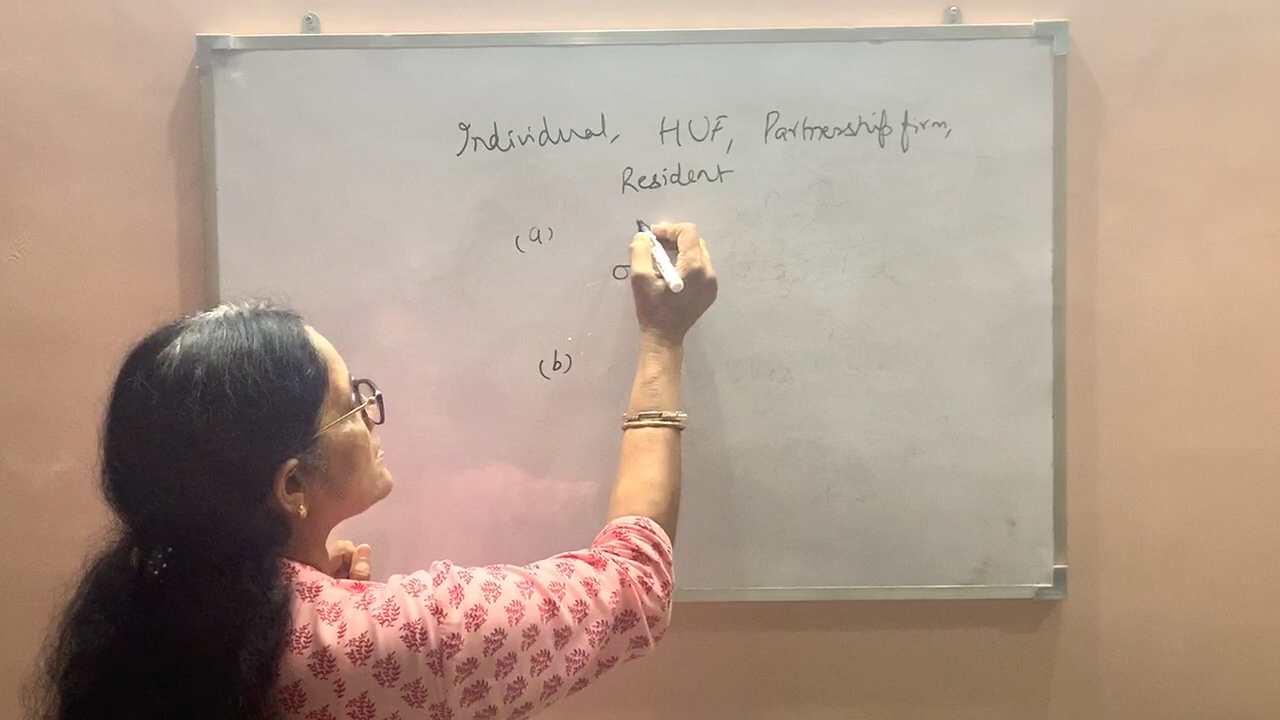 Individual, HUF, Partnership firm,
Resident
(a)
(b)